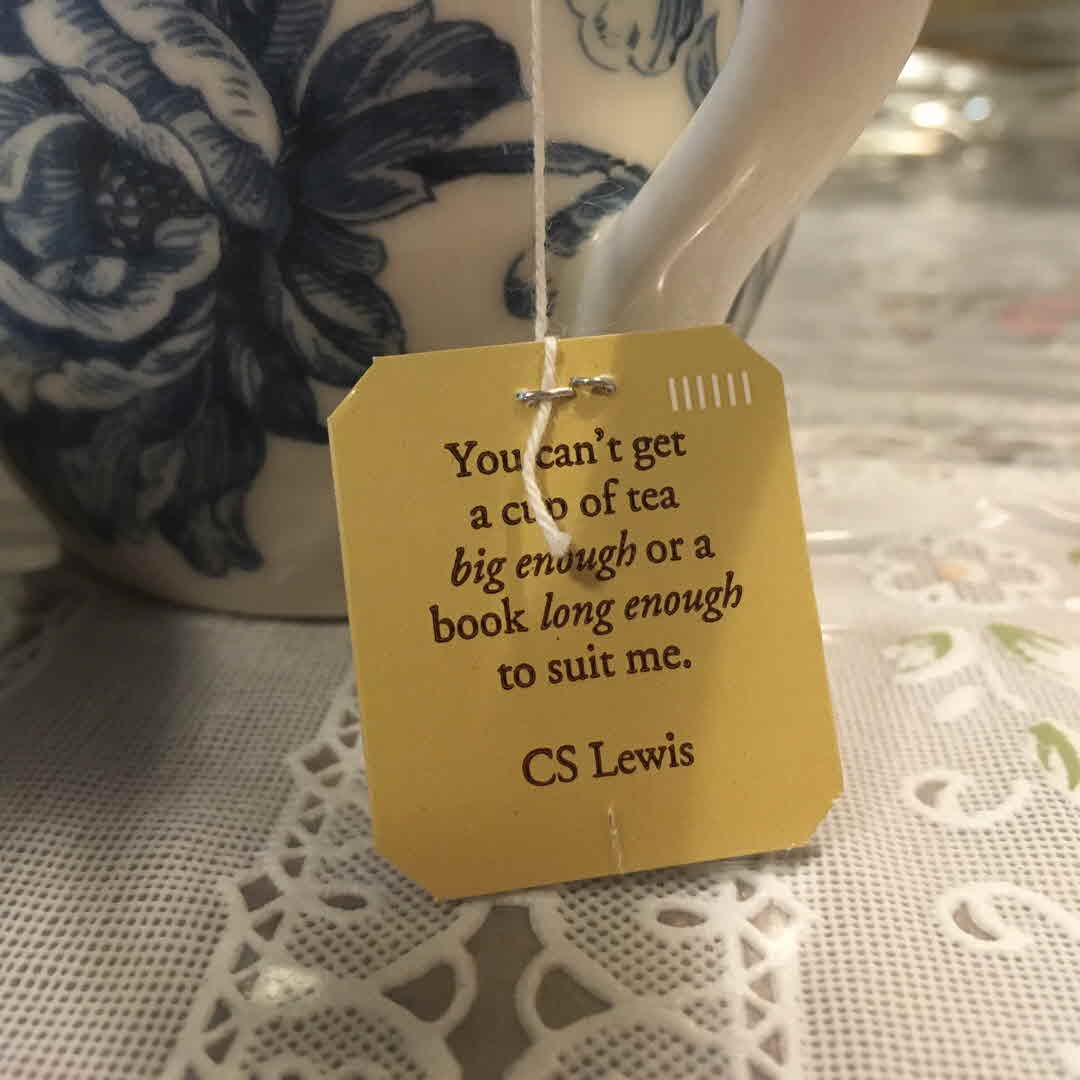 You can’t get
a cup of tea
big enough or a
book long enough
to suit me.
CS Lewis